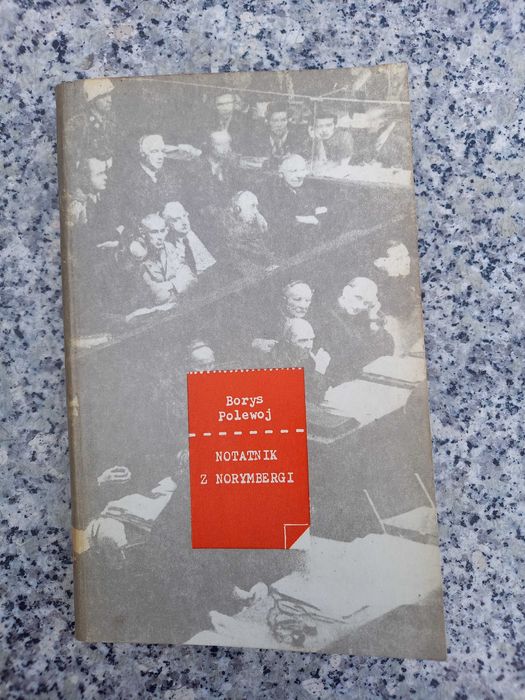 Borys
Polewoj
NOTATNIK
Z NORYMBERGI